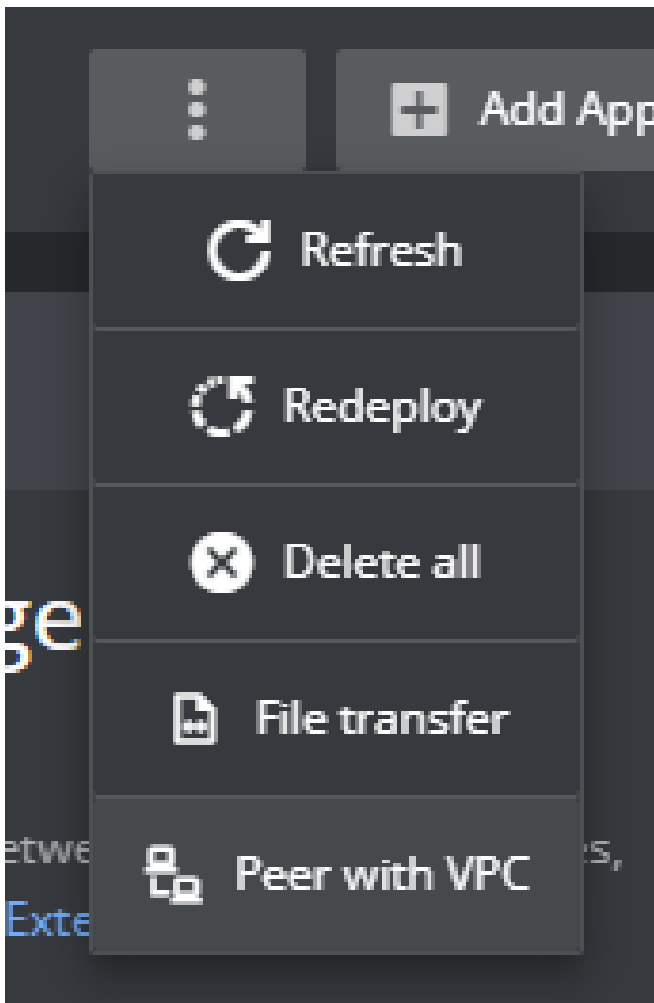 Add App
Refresh
Redeploy
Delete all
ge
File transfer
etwe
s,
Peer with VPC
Exte